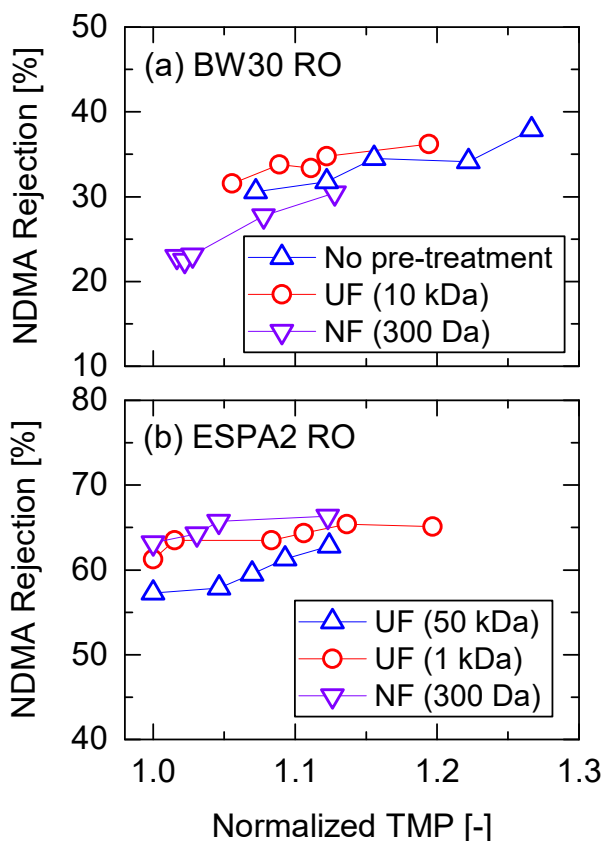 50
(a) BW30 RO
40
30
20
10
NDMA Rejection [%]
No pre-treatment
UF (10 kDa)
NF (300 Da)
80
(b) ESPA2 RO
70
60
50
40
NDMA Rejection [%]
UF (50 kDa)
UF (1 kDa)
NF (300 Da)
1.0 1.1 1.2 1.3
Normalized TMP [-]